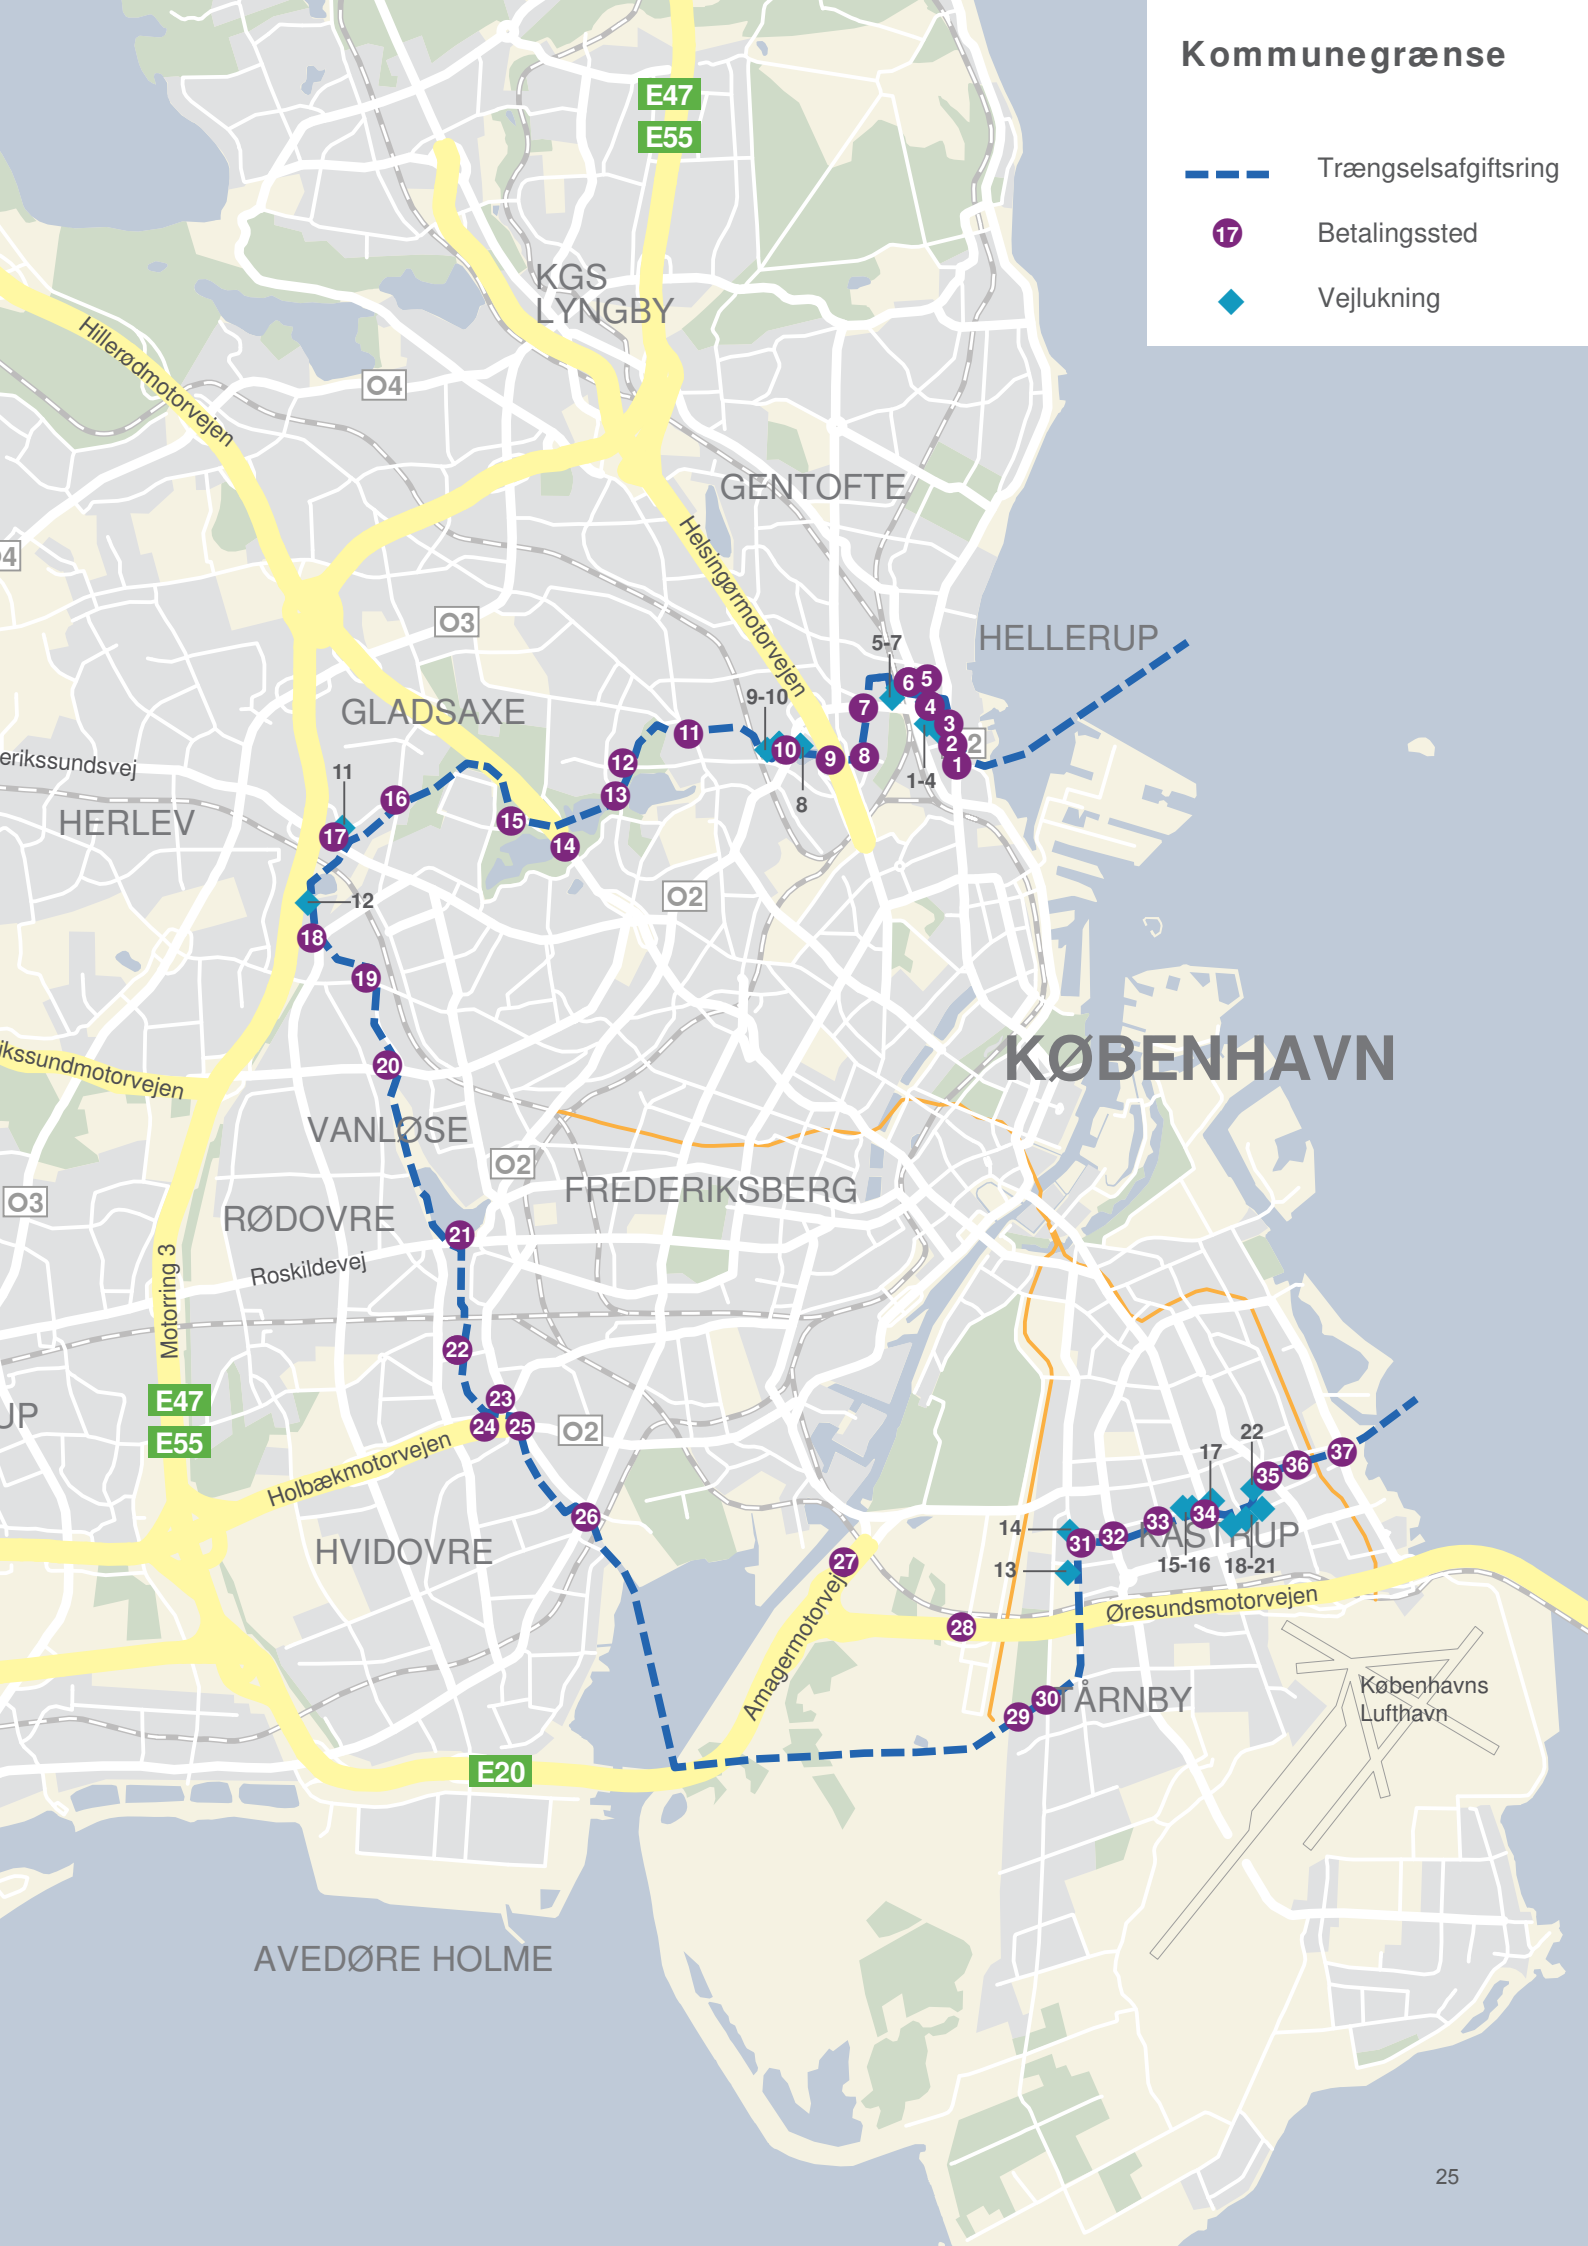 Kommunegrænse
Trængselsafgiftsring
17
Betalingssted
Vejlukning
E47
E55
KGS
LYNGBY
Hillerødmotorvejen
O4
GENTOFTE
Helsingørmotorvejen
O3
HELLERUP
5-7
6
5
9-10
7
4
3
GLADSAXE
11
2
10
9
8
1
12
1-4
8
13
11
16
HERLEV
17
15
14
O2
12
18
19
KØBENHAVN
20
VANLØSE
O2
FREDERIKSBERG
O3
RØDOVRE
21
Roskildevej
Motorring 3
22
E47
E55
23
24
25
O2
Holbækmotorvejen
26
HVIDOVRE
27
28
Amagermotorvej
22
37
17
36
35
34
33
14
31
32
KASTRUP
13
15-16
18-21
Øresundsmotorvejen
30
29
TÅRNBY
Københavns
Lufthavn
E20
AVEDØRE HOLME
25